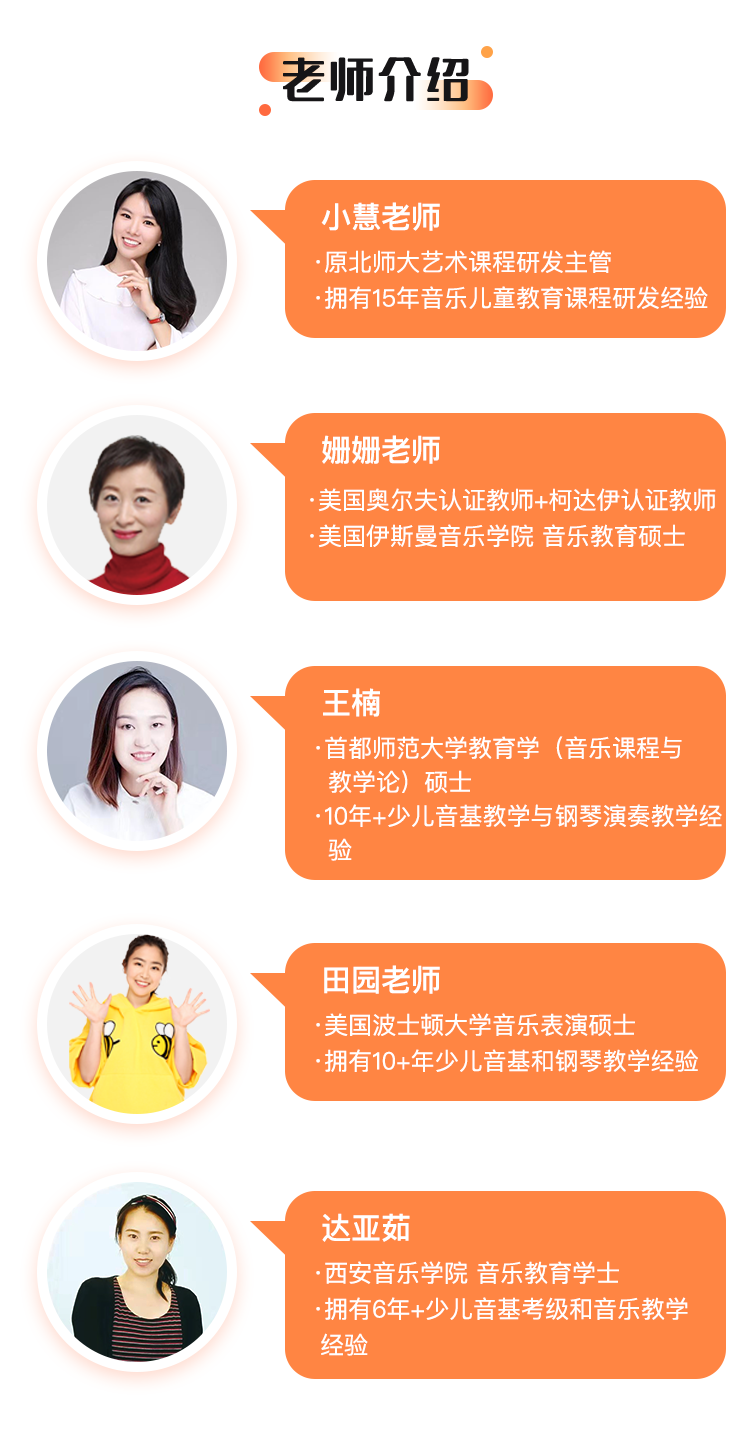 老师介绍
小慧老师
·原北师大艺术课程研发主管
·拥有15年音乐儿童教育课程研发经验
姗姗老师
·美国奥尔夫认证教师+柯达伊认证教师
·美国伊斯曼音乐学院 音乐教育硕士
王楠
·首都师范大学教育学（音乐课程与
教学论）硕士
·10年+少儿音基教学与钢琴演奏教学经
验
田园老师
·美国波士顿大学音乐表演硕士
·拥有10+年少儿音基和钢琴教学经验
达亚茹
·西安音乐学院 音乐教育学士
·拥有6年+少儿音基考级和音乐教学
经验